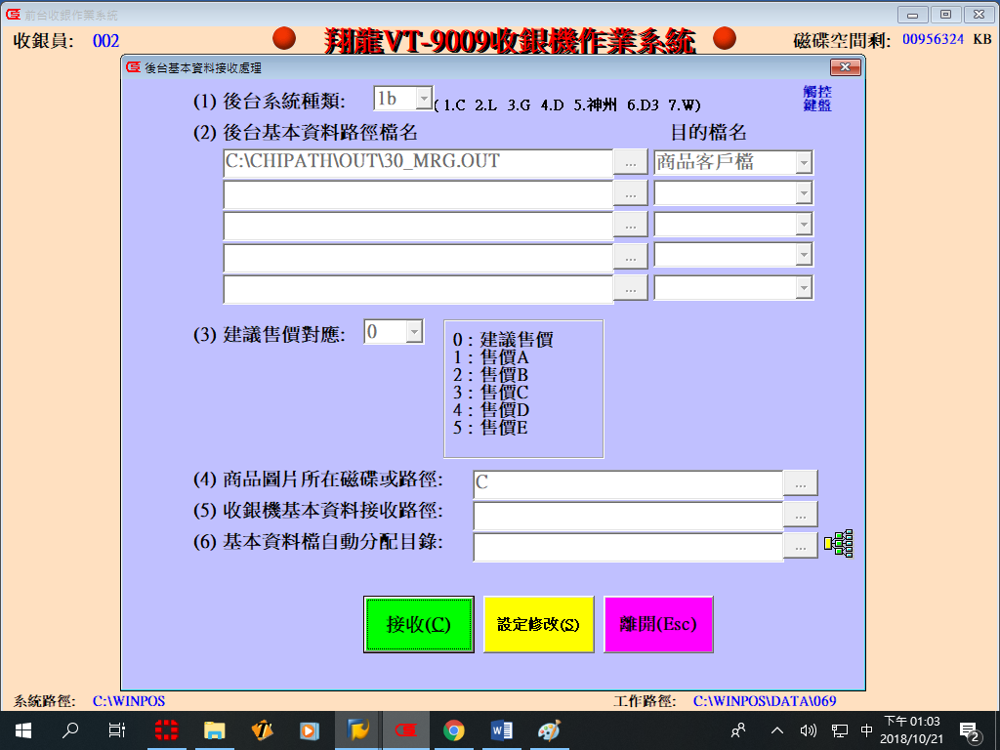 前台收銀作業系統
收銀員: 002
翔龍VT-9009收銀機作業系統
磁碟空間剩: 00956324 KB
後台基本資料接收處理
(1) 後台系統種類: 1b ( 1.C 2.L 3.G 4.D 5.神州 6.D3 7.W)
觸控
鍵盤
(2) 後台基本資料路徑檔名 目的檔名
C:\CHIPATH\OUT\30_MRG.OUT ... 商品客戶檔
...
...
...
...
(3) 建議售價對應: 0
0 : 建議售價
1 : 售價A
2 : 售價B
3 : 售價C
4 : 售價D
5 : 售價E
(4) 商品圖片所在磁碟或路徑: C ...
(5) 收銀機基本資料接收路徑: ...
(6) 基本資料檔自動分配目錄: ...
接收(C) 設定修改(S) 離開(Esc)
系統路徑: C:\WINPOS 工作路徑: C:\WINPOS\DATA\069
中
下午 01:03
2018/10/21
2